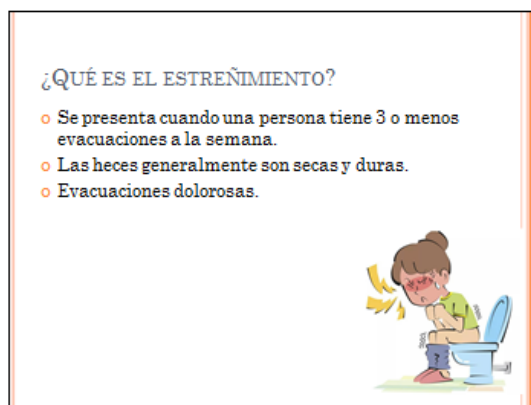 ¿QUÉ ES EL ESTREÑIMIENTO?
Se presenta cuando una persona tiene 3 o menos
evacuaciones a la semana.
Las heces generalmente son secas y duras.
Evacuaciones dolorosas.